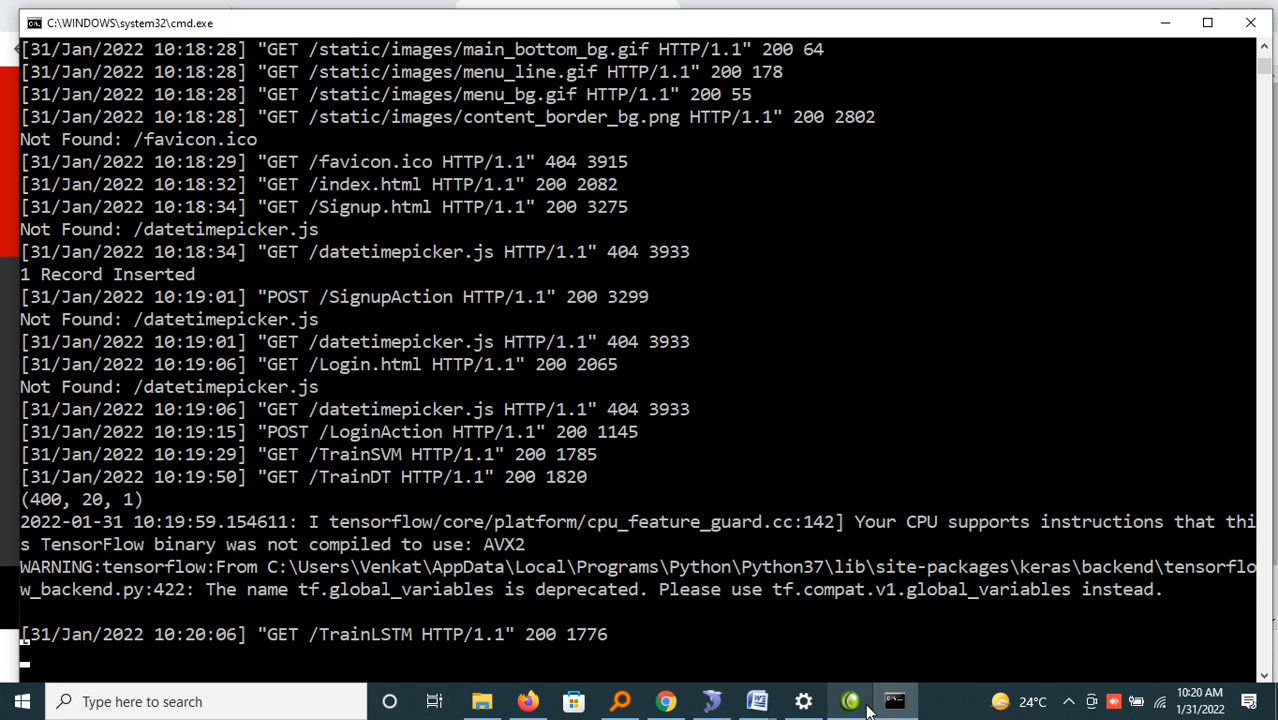 C:\WINDOWS\system32\cmd.exe
[31/Jan/2022 10:18:28] "GET /static/images/main_bottom_bg.gif HTTP/1.1" 200 64
[31/Jan/2022 10:18:28] "GET /static/images/menu_line.gif HTTP/1.1" 200 178
[31/Jan/2022 10:18:28] "GET /static/images/menu_bg.gif HTTP/1.1" 200 55
[31/Jan/2022 10:18:28] "GET /static/images/content_border_bg.png HTTP/1.1" 200 2802
Not Found: /favicon.ico
[31/Jan/2022 10:18:29] "GET /favicon.ico HTTP/1.1" 404 3915
[31/Jan/2022 10:18:32] "GET /index.html HTTP/1.1" 200 2082
[31/Jan/2022 10:18:34] "GET /Signup.html HTTP/1.1" 200 3275
Not Found: /datetimepicker.js
[31/Jan/2022 10:18:34] "GET /datetimepicker.js HTTP/1.1" 404 3933
1 Record Inserted
[31/Jan/2022 10:19:01] "POST /SignupAction HTTP/1.1" 200 3299
Not Found: /datetimepicker.js
[31/Jan/2022 10:19:01] "GET /datetimepicker.js HTTP/1.1" 404 3933
[31/Jan/2022 10:19:06] "GET /Login.html HTTP/1.1" 200 2065
Not Found: /datetimepicker.js
[31/Jan/2022 10:19:06] "GET /datetimepicker.js HTTP/1.1" 404 3933
[31/Jan/2022 10:19:15] "POST /LoginAction HTTP/1.1" 200 1145
[31/Jan/2022 10:19:29] "GET /TrainSVM HTTP/1.1" 200 1785
[31/Jan/2022 10:19:50] "GET /TrainDT HTTP/1.1" 200 1820
(400, 20, 1)
2022-01-31 10:19:59.154611: I tensorflow/core/platform/cpu_feature_guard.cc:142] Your CPU supports instructions that thi
s TensorFlow binary was not compiled to use: AVX2
WARNING:tensorflow:From C:\Users\Venkat\AppData\Local\Programs\Python\Python37\lib\site-packages\keras\backend\tensorflo
w_backend.py:422: The name tf.global_variables is deprecated. Please use tf.compat.v1.global_variables instead.
[31/Jan/2022 10:20:06] "GET /TrainLSTM HTTP/1.1" 200 1776
Type here to search
24°C
10:20 AM
1/31/2022